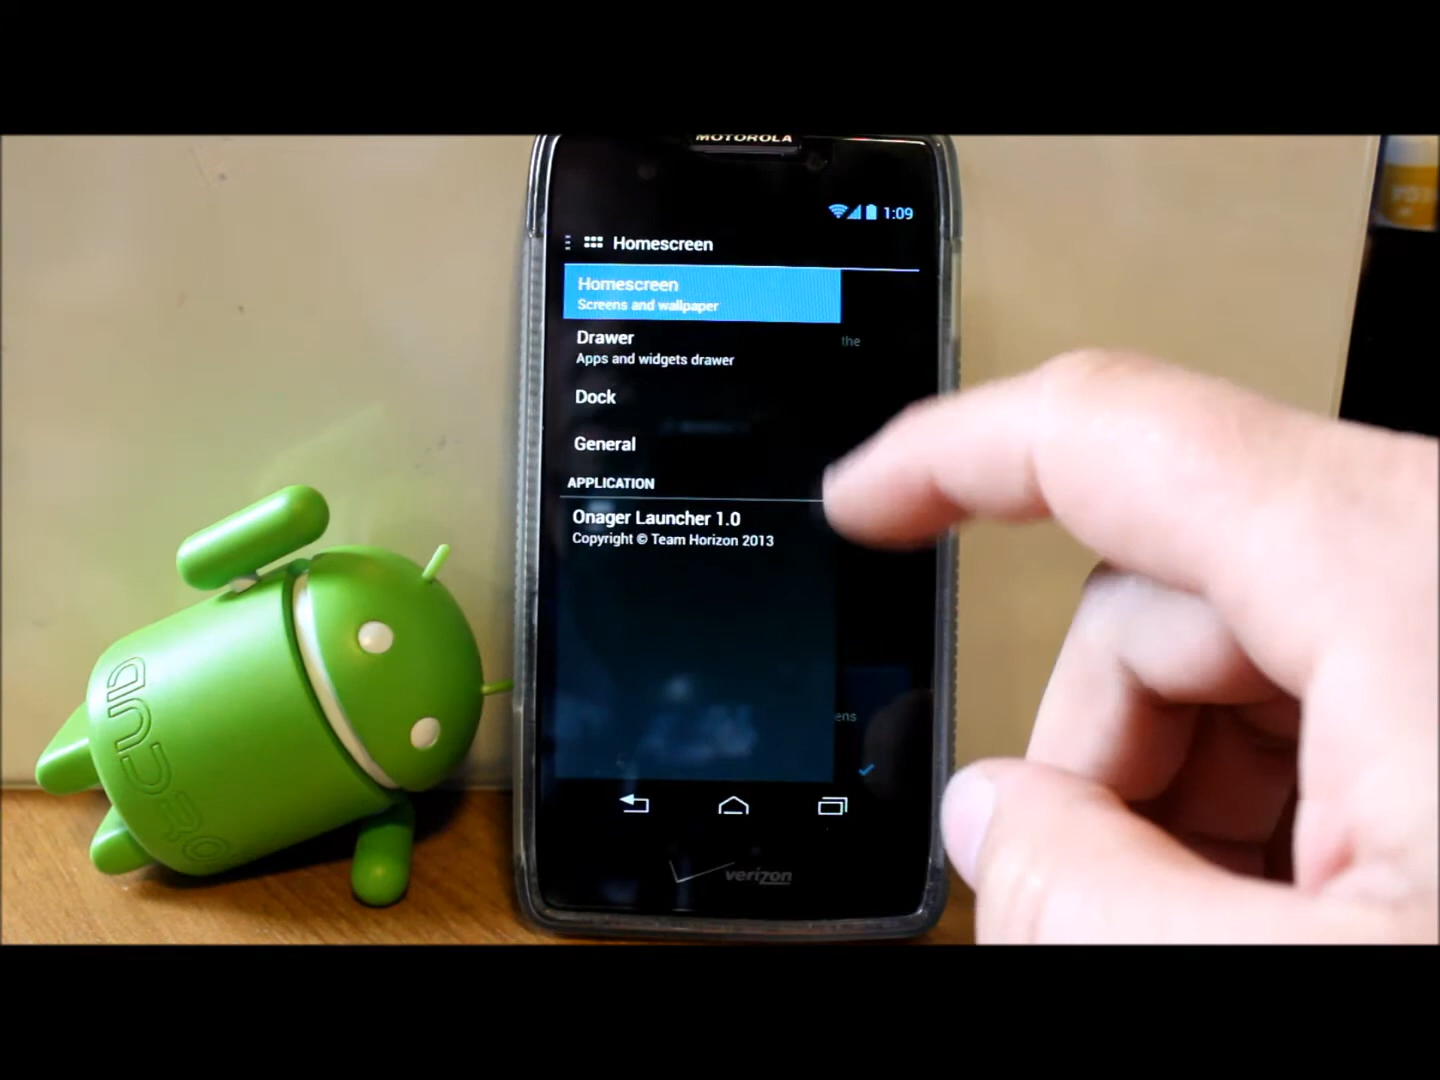 MOTOROLA
1:09
Homescreen
Homescreen
Screens and wallpaper
the
Drawer
Apps and widgets drawer
Dock
General
APPLICATION
Onager Launcher 1.0
Copyright © Team Horizon 2013
ens
verizon